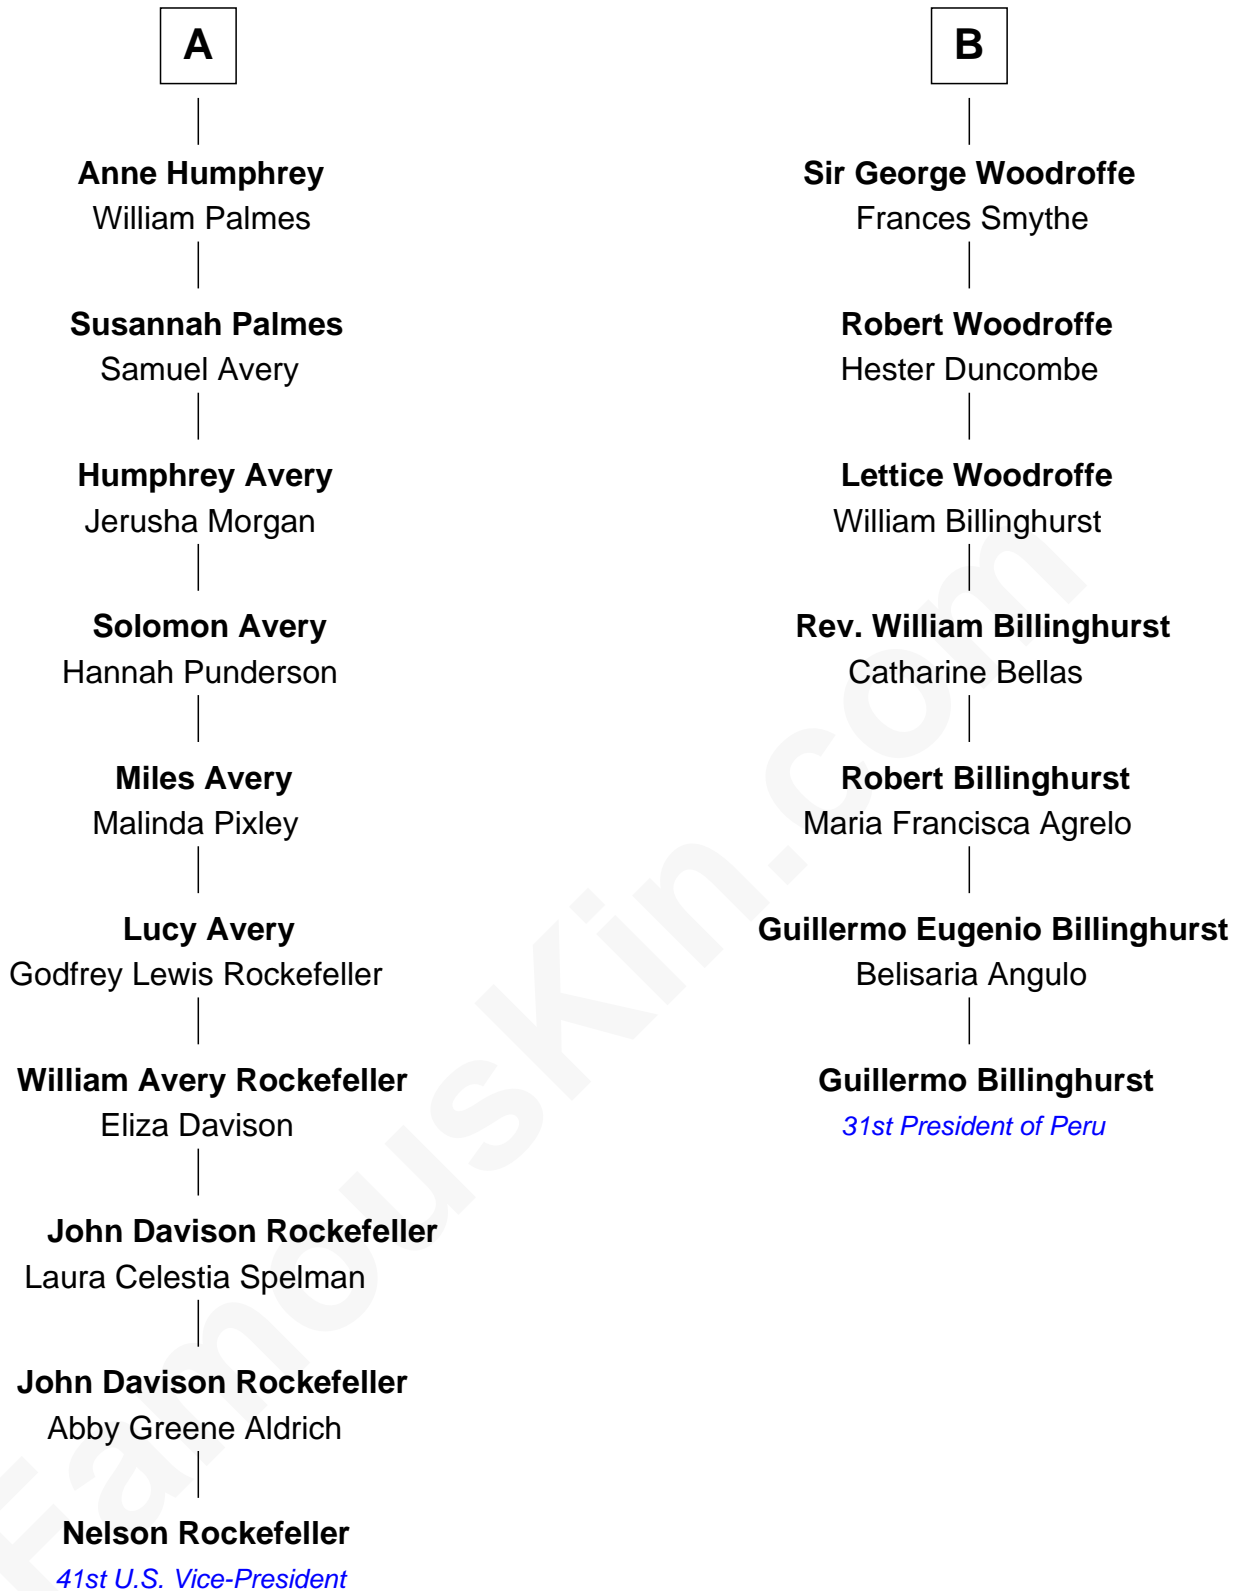 A
Anne Humphrey
William Palmes
Susannah Palmes
Samuel Avery
Humphrey Avery
Jerusha Morgan
Solomon Avery
Hannah Punderson
Miles Avery
Malinda Pixley
Lucy Avery
Godfrey Lewis Rockefeller
William Avery Rockefeller
Eliza Davison
John Davison Rockefeller
Laura Celestia Spelman
John Davison Rockefeller
Abby Greene Aldrich
Nelson Rockefeller
41st U.S. Vice-President
B
Sir George Woodroffe
Frances Smythe
Robert Woodroffe
Hester Duncombe
Lettice Woodroffe
William Billinghurst
Rev. William Billinghurst
Catharine Bellas
Robert Billinghurst
Maria Francisca Agrelo
Guillermo Eugenio Billinghurst
Belisaria Angulo
Guillermo Billinghurst
31st President of Peru
FamousKin.com